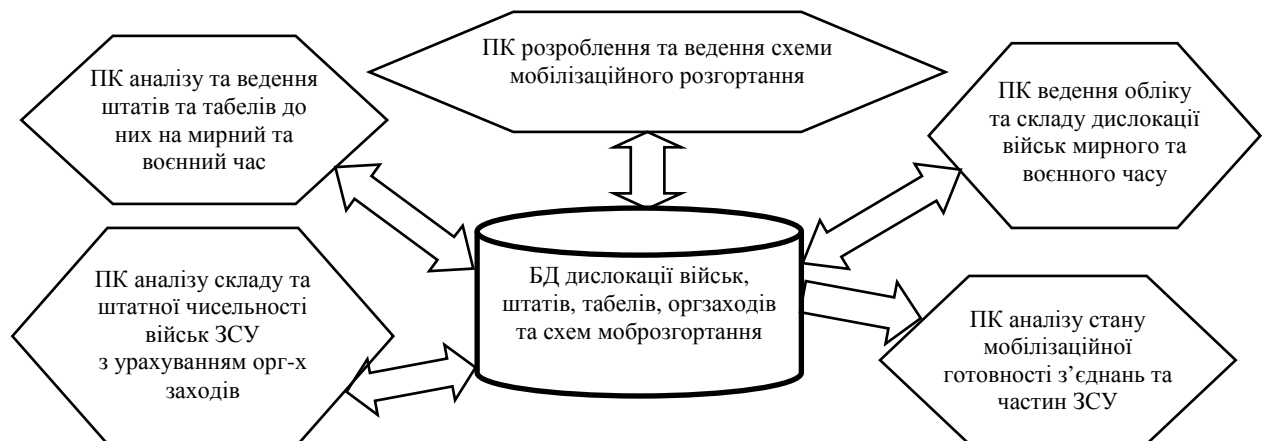 ПК аналізу та ведення
штатів та табелів до
них на мирний та
воєнний час
ПК розроблення та ведення схеми
мобілізаційного розгортання
ПК ведення обліку
та складу дислокації
військ мирного та
воєнного часу
ПК аналізу складу та
штатної чисельності
військ ЗСУ
з урахуванням орг-х
заходів
БД дислокації військ,
штатів, табелів, оргзаходів
та схем моброзгортання
ПК аналізу стану
мобілізаційної
готовності з’єднань та
частин ЗСУ